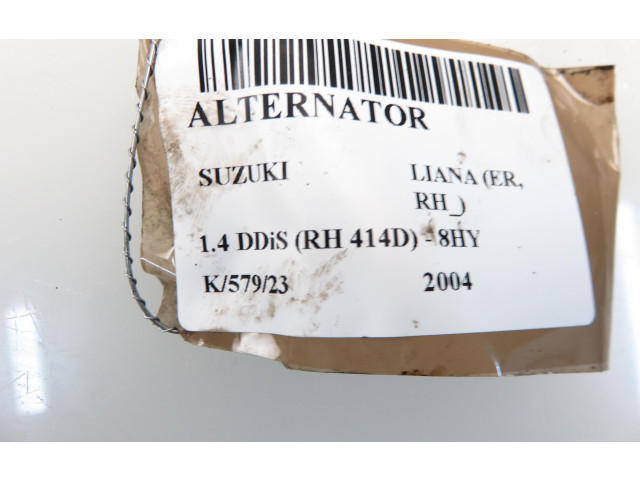 ALTERNATOR
SUZUKI LIANA (ER,
RH_)
1.4 DDiS (RH 414D) - 8HY
K/579/23 2004